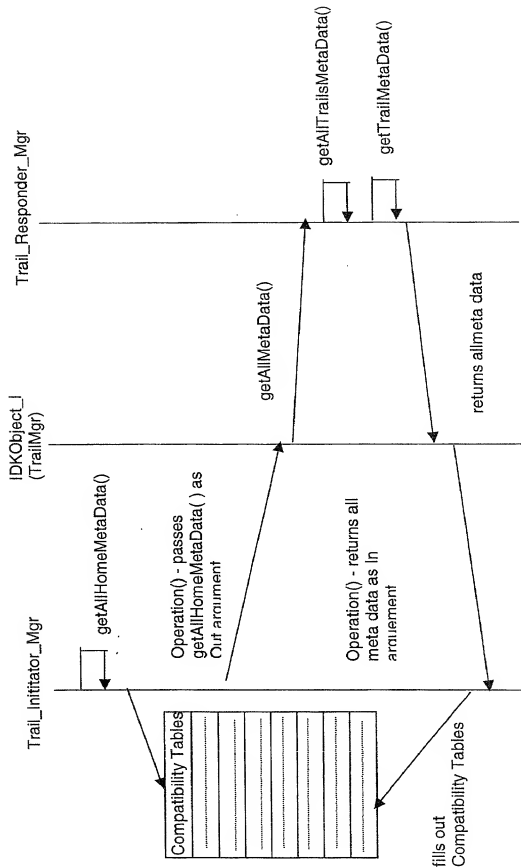 Trail_Inititator_Mgr
IDKObject_I
(TrailMgr)
Trail_Responder_Mgr
getAllHomeMetaData()
Compatibility Tables
Operation() - passes
getAllHomeMetaData( ) as
Out argument
getAllMetaData()
getAllTrailsMetaData()
getTrailMetaData()
returns allmeta data
Operation() - returns all
meta data as In
arguement
fills out
Compatibility Tables